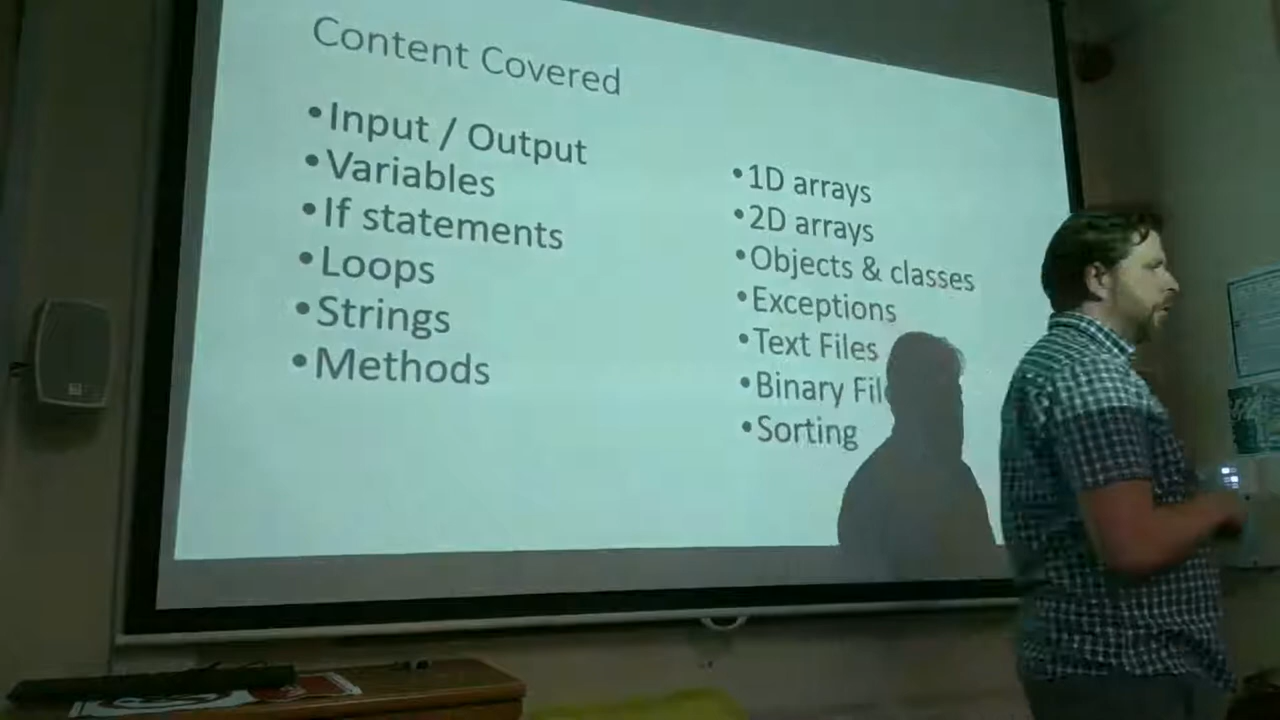 Content Covered
•Input / Output
•Variables
•If statements
•Loops
•Strings
•Methods
•1D arrays
•2D arrays
•Objects & classes
•Exceptions
•Text Files
•Binary
•Sorting